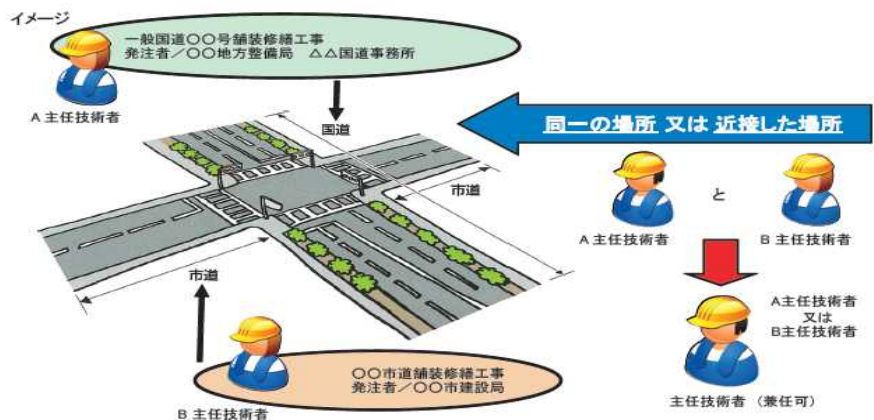 イメージ
一般国道〇〇号舗装修繕工事
発注者／〇〇地方整備局　△△国道事務所
A主任技術者
国道
同一の場所 又は 近接した場所
市道
と
A主任技術者
B主任技術者
市道
A主任技術者
又は
B主任技術者
〇〇市道舗装修繕工事
発注者／〇〇市建設局
主任技術者（兼任可）
B主任技術者